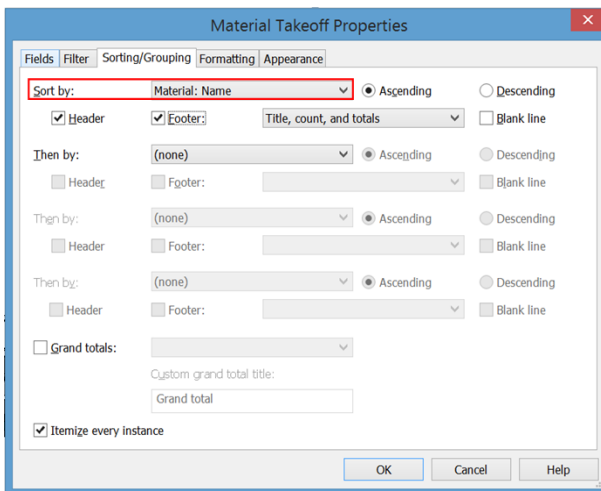 Material Takeoff Properties
Fields Filter Sorting/Grouping Formatting Appearance
Sort by: Material: Name Ascending Descending
Header Footer: Title, count, and totals Blank line
Then by: (none) Ascending Descending
Header Footer: Blank line
Then by: (none) Ascending Descending
Header Footer: Blank line
Then by: (none) Ascending Descending
Header Footer: Blank line
Grand totals:
Custom grand total title:
Grand total
Itemize every instance
OK Cancel Help